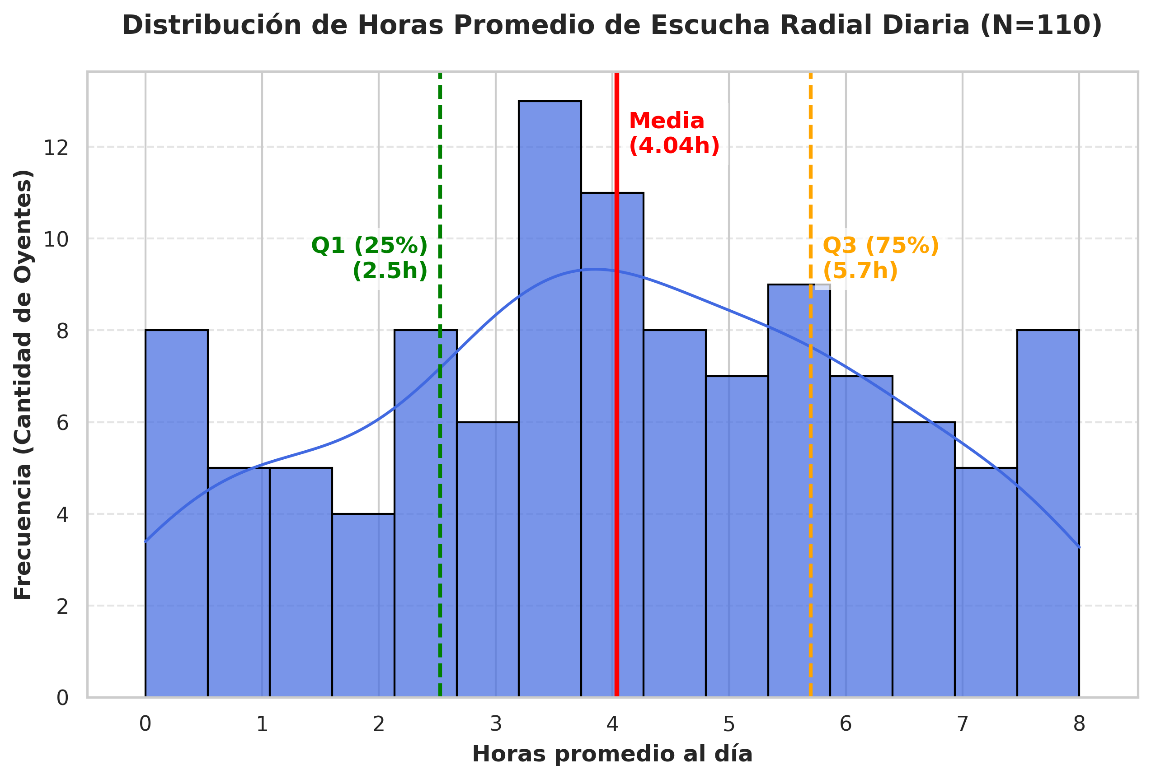 Distribución de Horas Promedio de Escucha Radial Diaria (N=110)
Frecuencia (Cantidad de Oyentes)
12
10
8
6
4
2
0
Media
(4.04h)
Q1 (25%)
(2.5h)
Q3 (75%)
(5.7h)
0 1 2 3 4 5 6 7 8
Horas promedio al día